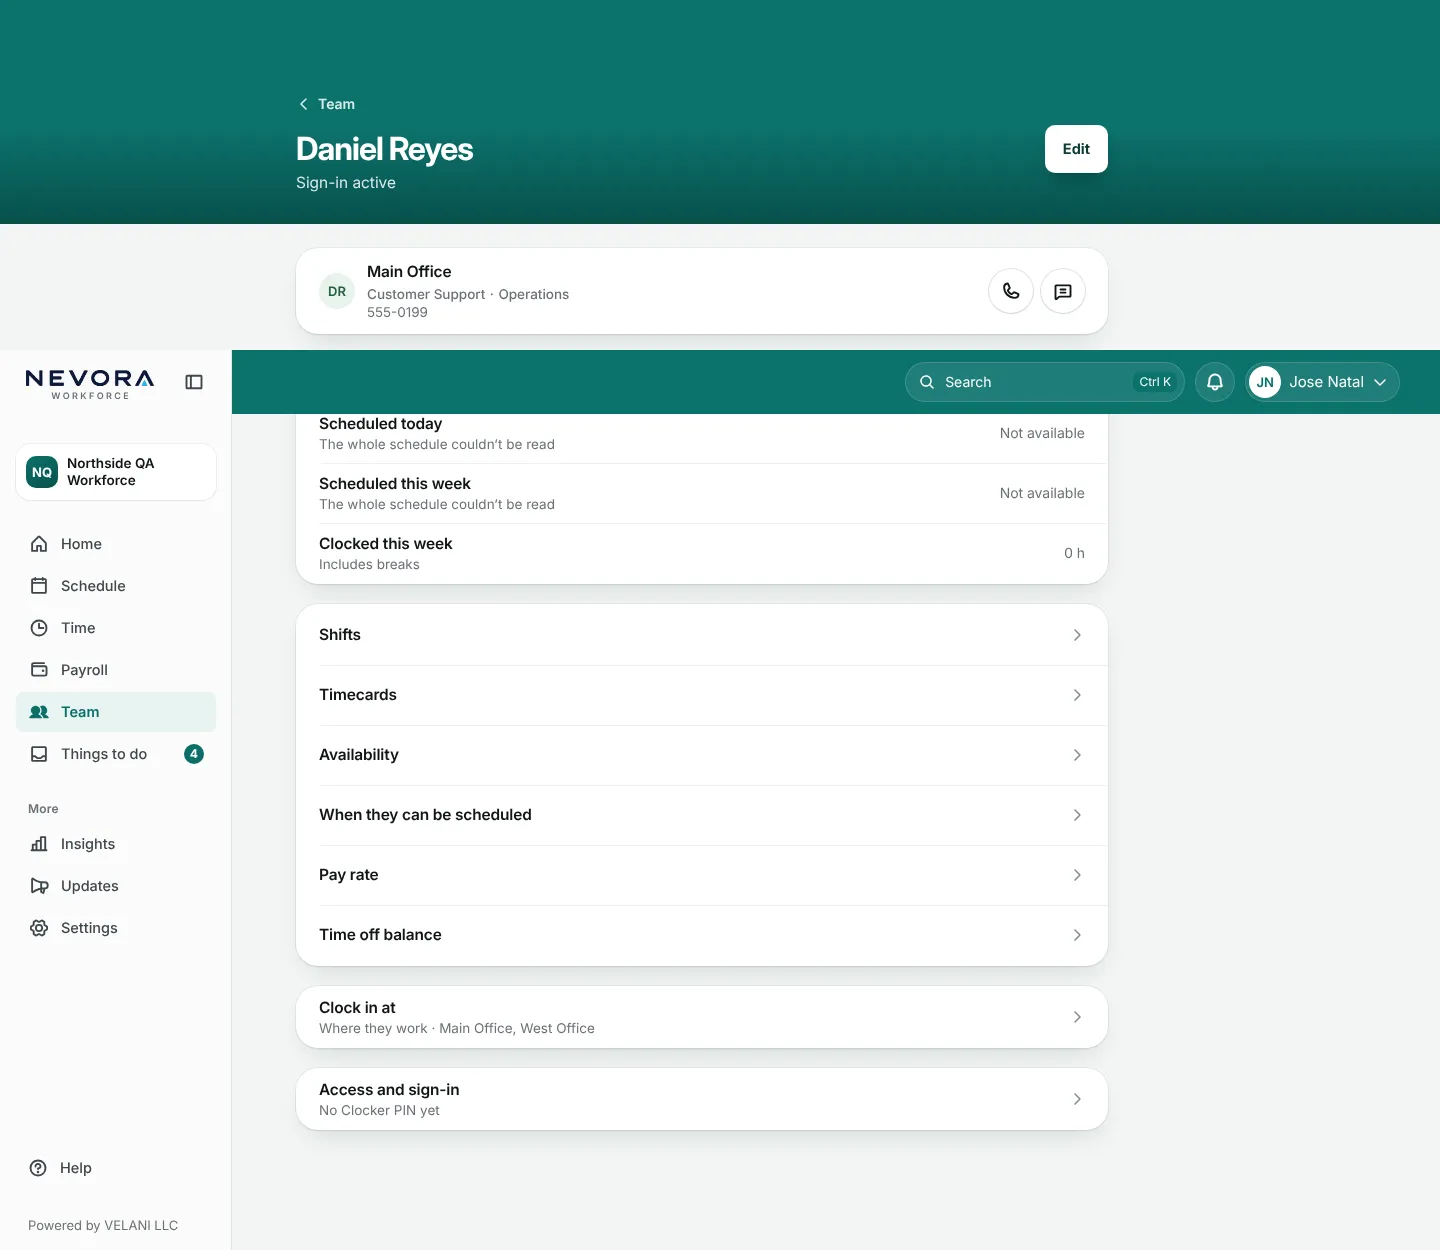 Team
Daniel Reyes
Edit
Sign-in active
DR
Main Office
Customer Support · Operations
555-0199
NEVORA
WORKFORCE
Search
Ctrl K
JN
Jose Natal
NQ
Northside QA
Workforce
Home
Schedule
Time
Payroll
Team
Things to do
4
More
Insights
Updates
Settings
Help
Powered by VELANI LLC
Scheduled today
The whole schedule couldn’t be read
Not available
Scheduled this week
The whole schedule couldn’t be read
Not available
Clocked this week
Includes breaks
0 h
Shifts
Timecards
Availability
When they can be scheduled
Pay rate
Time off balance
Clock in at
Where they work · Main Office, West Office
Access and sign-in
No Clocker PIN yet